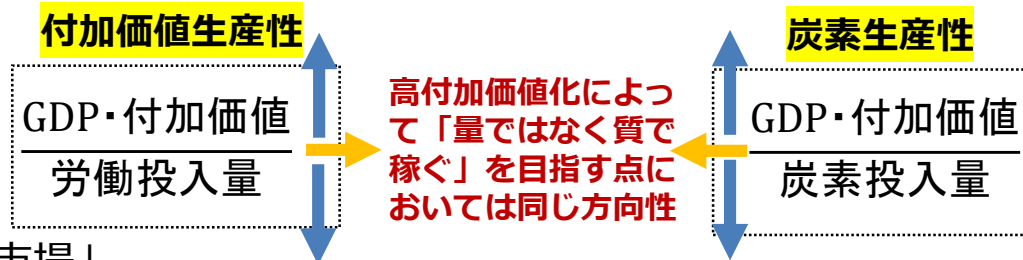 付加価値生産性
GDP・付加価値
労働投入量
高付加価値化によっ
て「量ではなく質で
稼ぐ」を目指す点に
おいては同じ方向性
炭素生産性
GDP・付加価値
炭素投入量
市場」